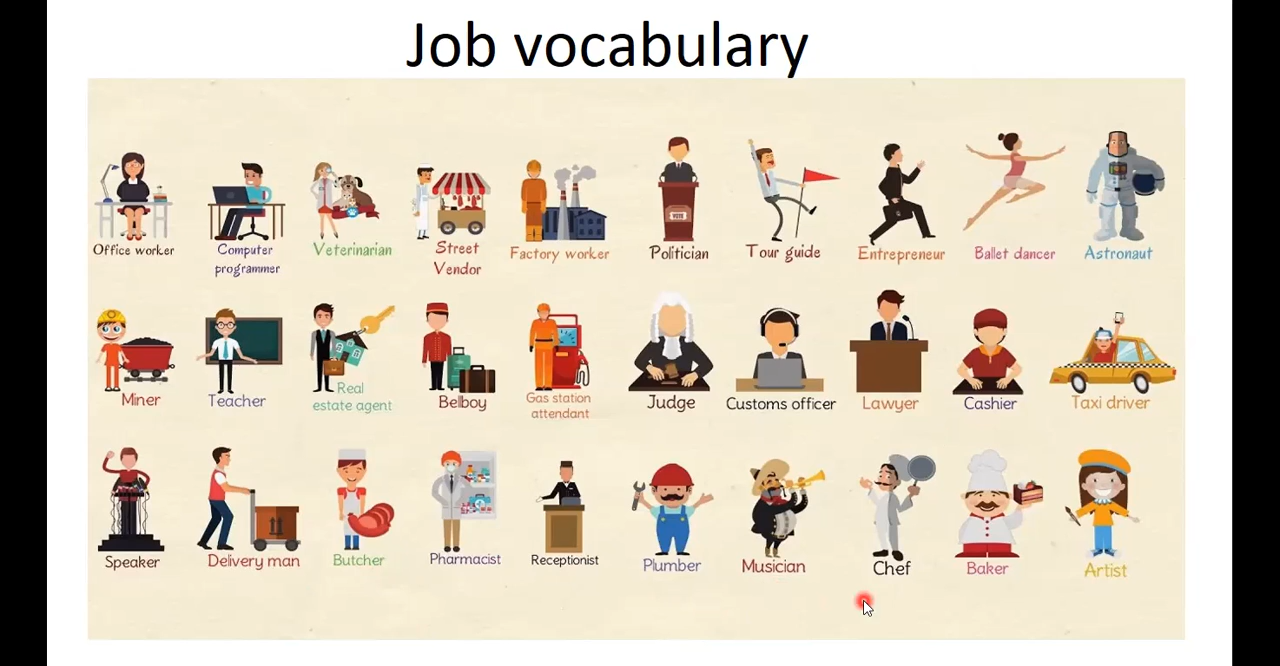 Job vocabulary
Office worker
Computer
programmer
Veterinarian
Street
Vendor
Factory worker
VOTE
Politician
Tour guide
Entrepreneur
Ballet dancer
Astronaut
Miner
Teacher
Real
estate agent
Bellboy
Gas station
attendant
Judge
Customs officer
Lawyer
Cashier
Taxi driver
Speaker
Delivery man
Butcher
Pharmacist
Receptionist
Plumber
Musician
Chef
Baker
Artist